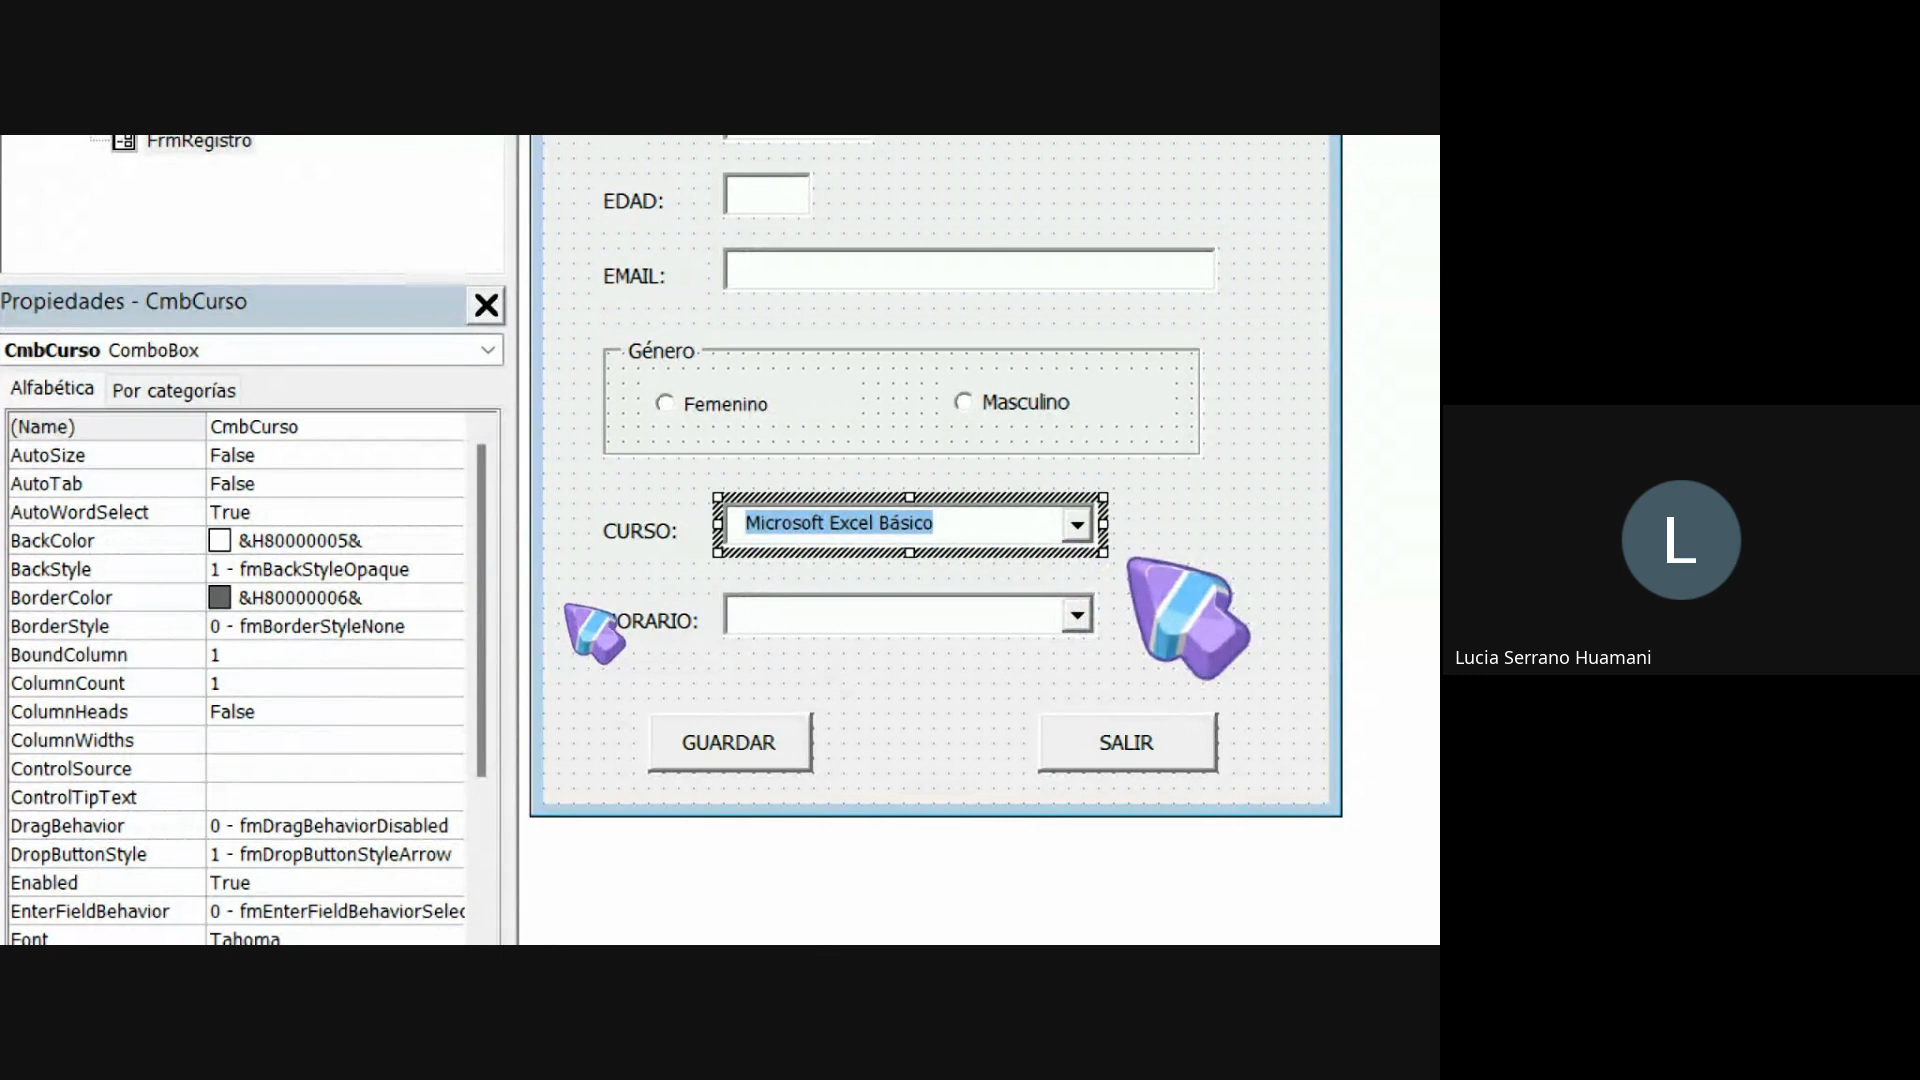 FrmRegistro
Propiedades - CmbCurso
CmbCurso ComboBox
Alfabética Por categorías
(Name) CmbCurso
AutoSize False
AutoTab False
AutoWordSelect True
BackColor &H80000005&
BackStyle 1 - fmBackStyleOpaque
BorderColor &H80000006&
BorderStyle 0 - fmBorderStyleNone
BoundColumn 1
ColumnCount 1
ColumnHeads False
ColumnWidths
ControlSource
ControlTipText
DragBehavior 0 - fmDragBehaviorDisabled
DropButtonStyle 1 - fmDropButtonStyleArrow
Enabled True
EnterFieldBehavior 0 - fmEnterFieldBehaviorSelec
Font Tahoma
EDAD:
EMAIL:
Género
Femenino Masculino
CURSO: Microsoft Excel Básico
ORARIO:
GUARDAR SALIR
L
Lucia Serrano Huamani